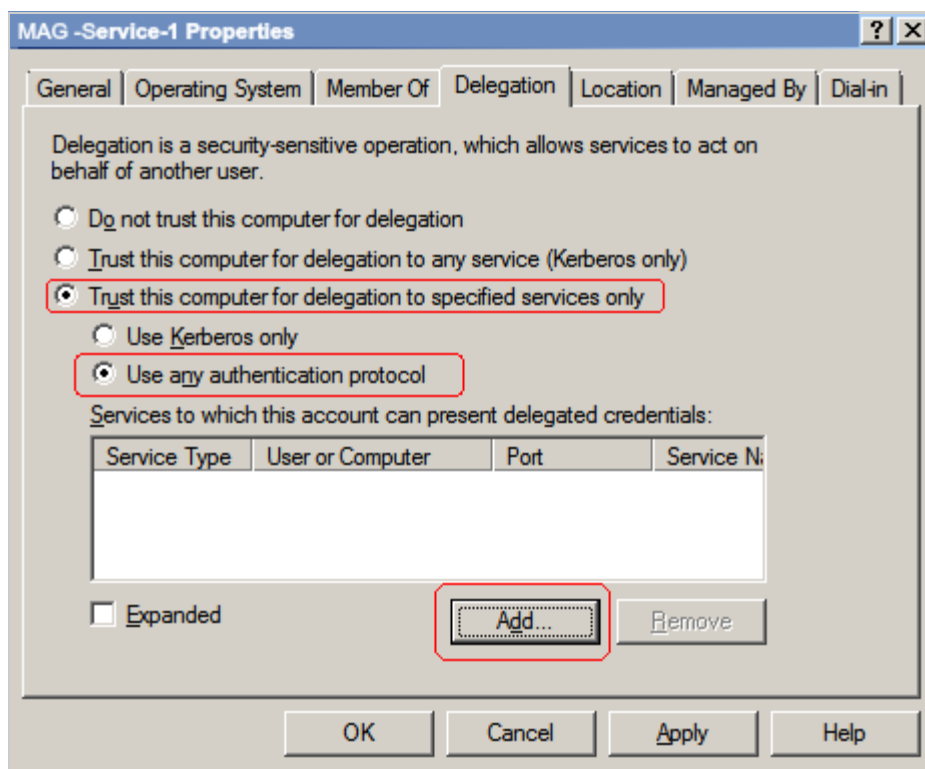 MAG -Service-1 Properties
General Operating System Member Of Delegation Location Managed By Dial-in
Delegation is a security-sensitive operation, which allows services to act on
behalf of another user.
Do not trust this computer for delegation
Trust this computer for delegation to any service (Kerberos only)
Trust this computer for delegation to specified services only
Use Kerberos only
Use any authentication protocol
Services to which this account can present delegated credentials:
Service Type User or Computer Port Service
Expanded Add... Remove
OK Cancel Apply Help